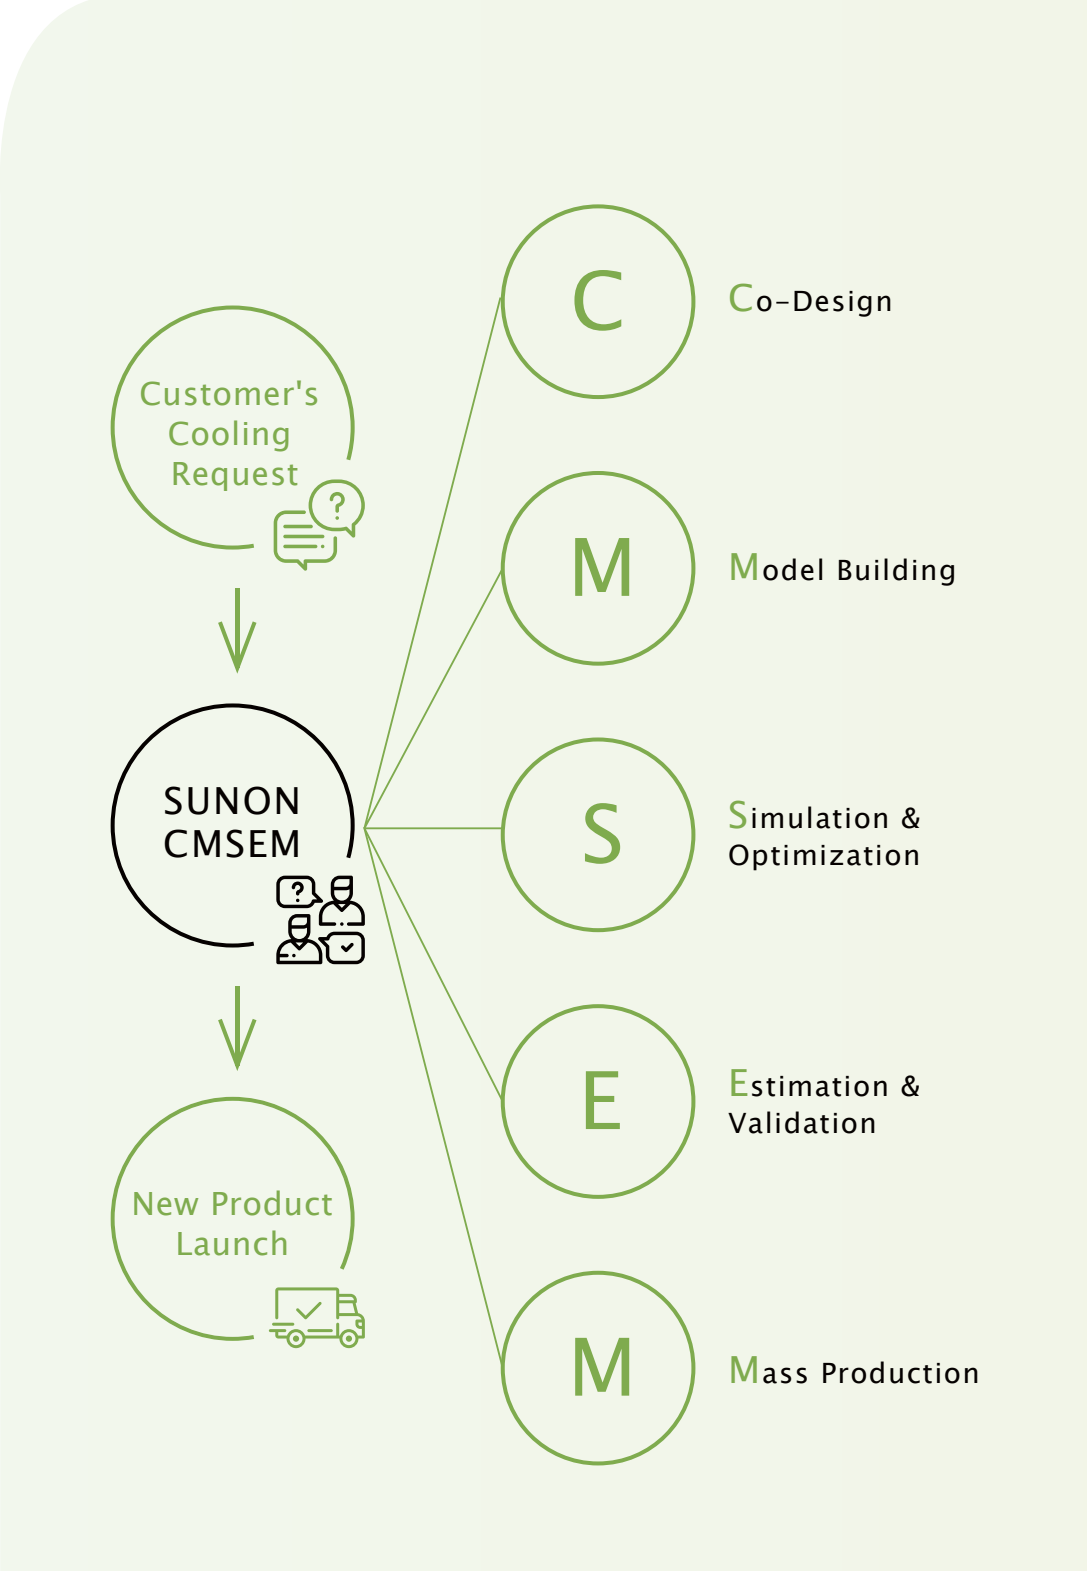 Customer's
Cooling
Request
?
SUNON
CMSEM
?
New Product
Launch
C
Co-Design
M
Model Building
S
Simulation &
Optimization
E
Estimation &
Validation
M
Mass Production